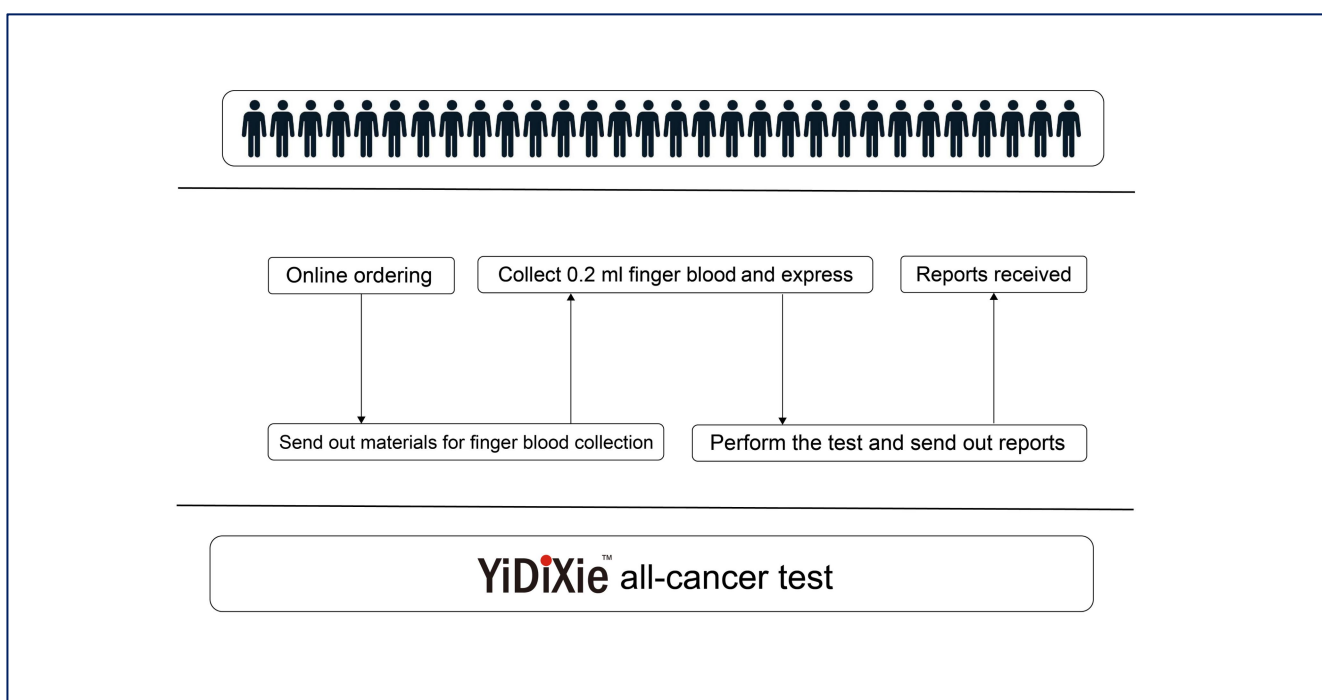 Online ordering
Collect 0.2 ml finger blood and express
Reports received
Send out materials for finger blood collection
Perform the test and send out reports
YiDiXie™ all-cancer test